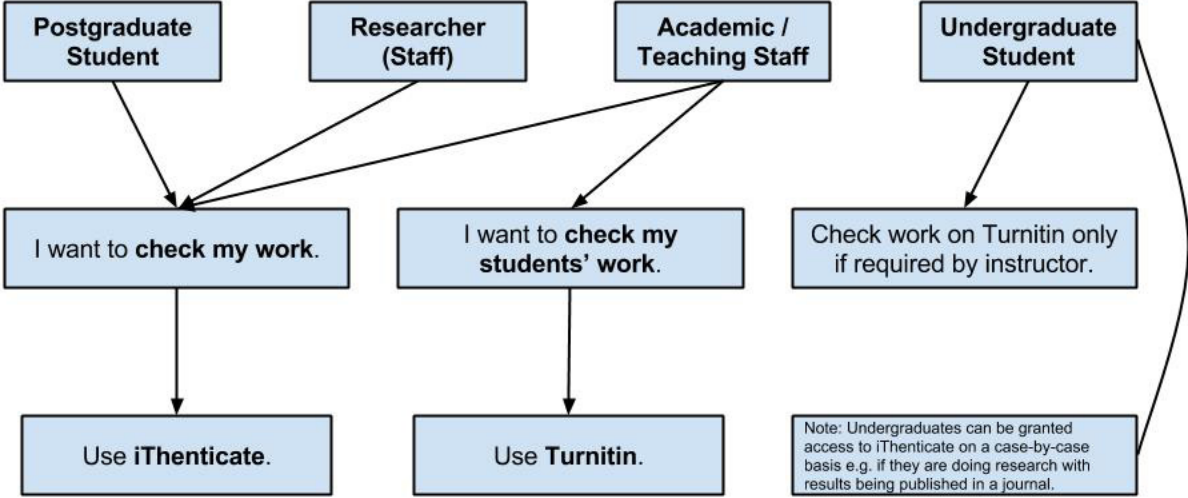 Postgraduate
Student
Researcher
(Staff)
Academic /
Teaching Staff
Undergraduate
Student
I want to check my work.
I want to check my
students’ work.
Check work on Turnitin only
if required by instructor.
Use iThenticate.
Use Turnitin.
Note: Undergraduates can be granted
access to iThenticate on a case-by-case
basis e.g. if they are doing research with
results being published in a journal.